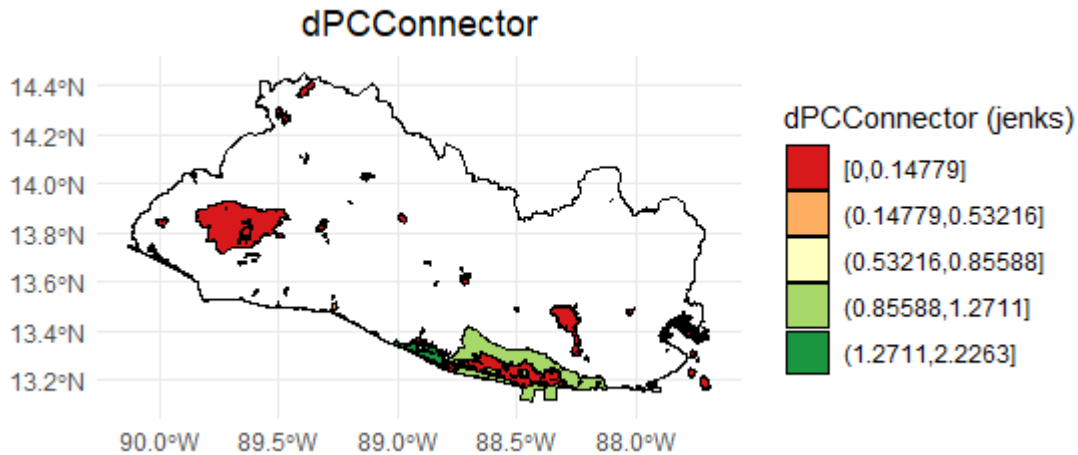 dPCConnector
14.4°N
14.2°N
14.0°N
13.8°N
13.6°N
13.4°N
13.2°N
90.0°W 89.5°W 89.0°W 88.5°W 88.0°W
dPCConnector (jenks)
[0,0.14779]
(0.14779,0.53216]
(0.53216,0.85588]
(0.85588,1.2711]
(1.2711,2.2263]